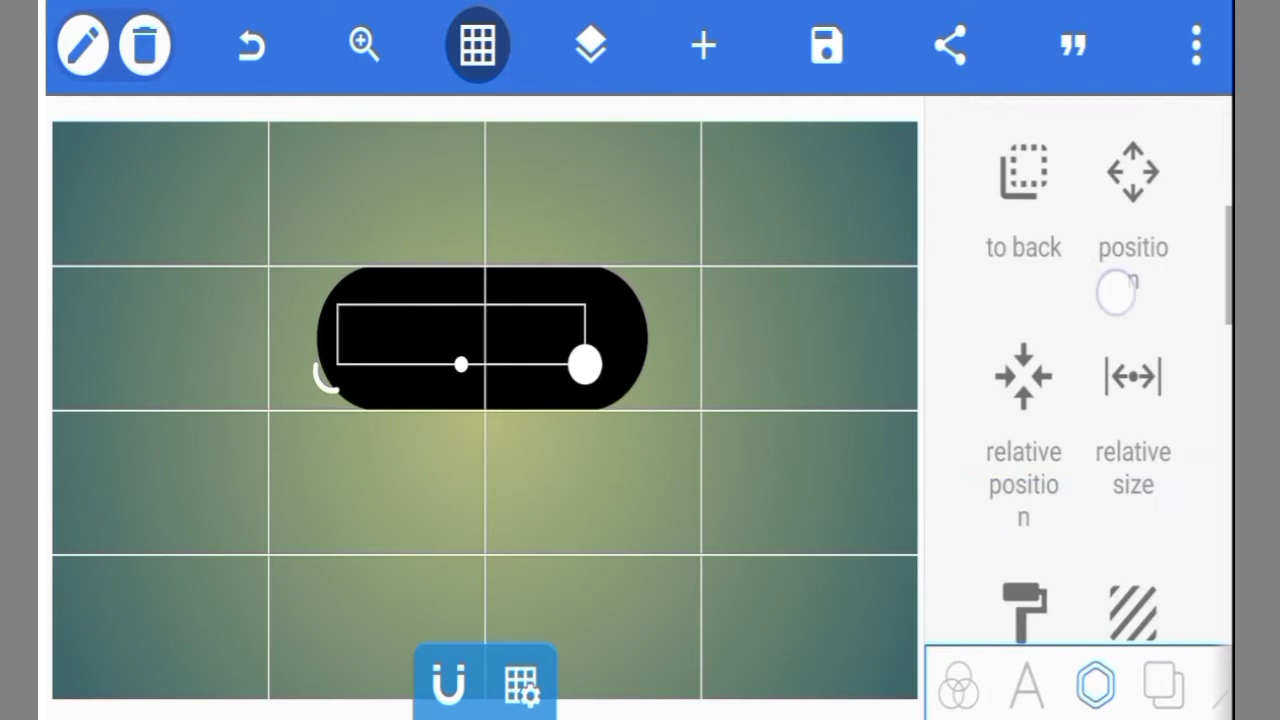 to back
positio
n
relative
positio
n
relative
size